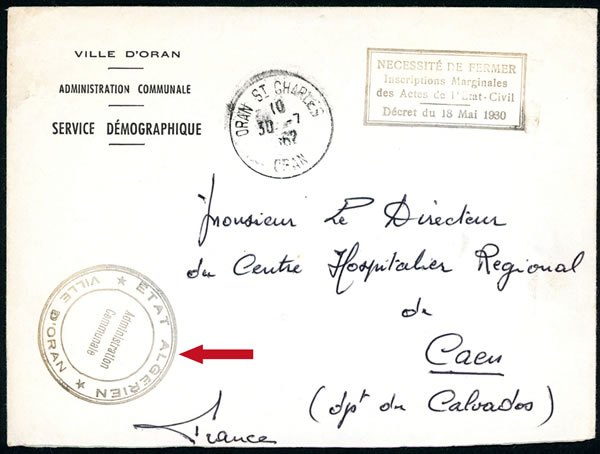 VILLE D'ORAN
ADMINISTRATION COMMUNALE
SERVICE DÉMOGRAPHIQUE
ORAN ST CHARLES
10
30 -7
1962
ORAN
NECESSITÉ DE FERMER
Inscriptions Marginales
des Actes de l'Etat-Civil
Décret du 18 Mai 1930
Monsieur Le Directeur
du Centre Hospitalier Regional
de
Caen
(dpt du Calvados)
France
★ ETAT ALGERIEN ★ VILLE D'ORAN
Administration
Communale